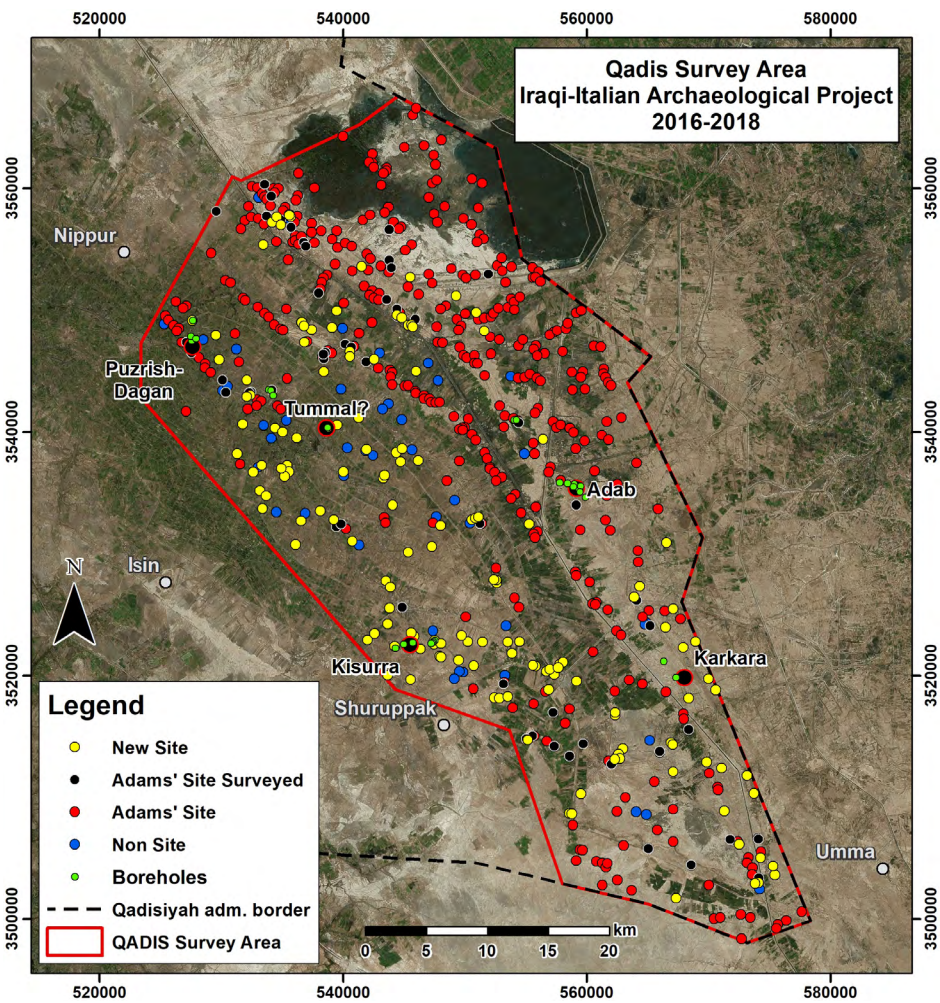 520000
540000
560000
580000
Qadis Survey Area
Iraqi-Italian Archaeological Project
2016-2018
3560000
3560000
Nippur
Puzrish-
Dagan
Tummal?
3540000
3540000
Adab
Isin
N
Kisurra
Karkara
3520000
3520000
Shuruppak
Umma
3500000
3500000
Legend
New Site
Adams' Site Surveyed
Adams' Site
Non Site
Boreholes
Qadisiyah adm. border
QADIS Survey Area
km
0
5
10
15
20
520000
540000
560000
580000